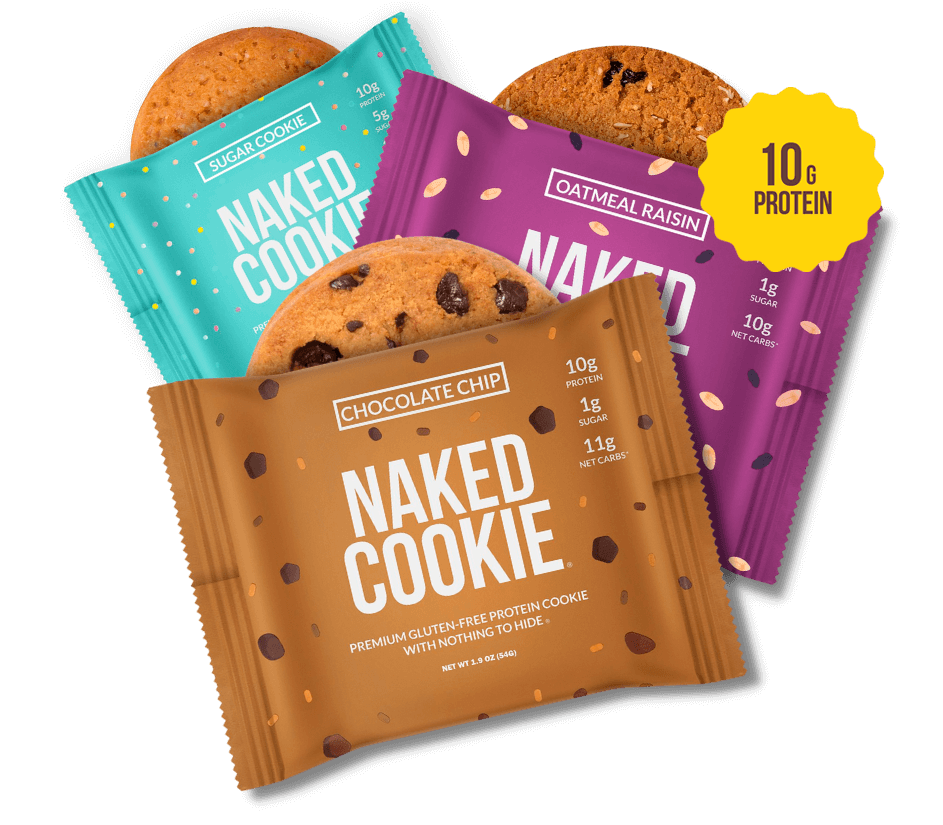 SUGAR COOKIE
10g
PROTEIN
5g
NAKED
OATMEAL RAISIN
NAKED
1g
SUGAR
10g
NET CARBS*
10 G
PROTEIN
CHOCOLATE CHIP
10g
PROTEIN
1g
SUGAR
11g
NET CARBS*
NAKED
COOKIE®
PREMIUM GLUTEN-FREE PROTEIN COOKIE
WITH NOTHING TO HIDE®
NET WT 1.9 OZ (54G)